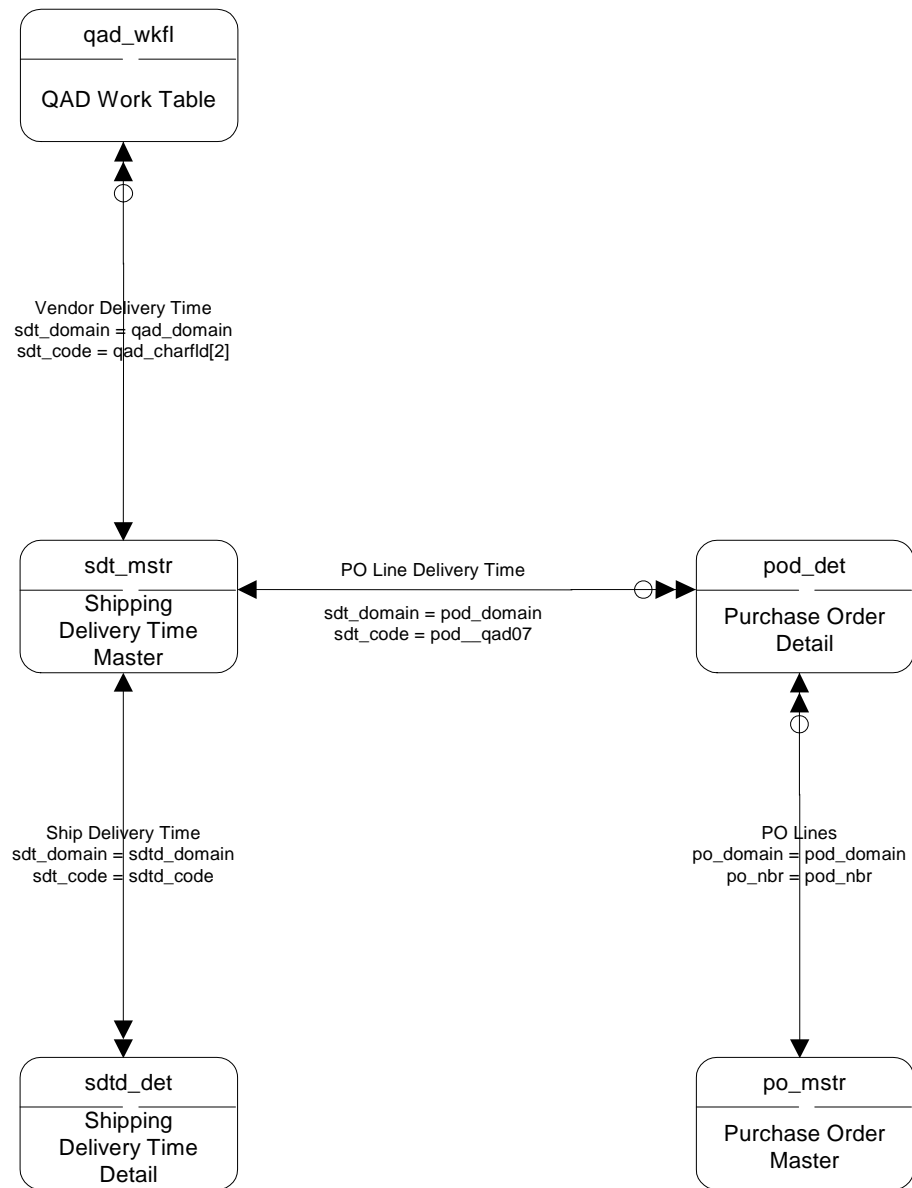 qad_wkfl
QAD Work Table
Vendor Delivery Time
sdt_domain = qad_domain
sdt_code = qad_charfld[2]
sdt_mstr
Shipping
Delivery Time
Master
PO Line Delivery Time
sdt_domain = pod_domain
sdt_code = pod__qad07
pod_det
Purchase Order
Detail
Ship Delivery Time
sdt_domain = sdtd_domain
sdt_code = sdtd_code
PO Lines
po_domain = pod_domain
po_nbr = pod_nbr
sdtd_det
Shipping
Delivery Time
Detail
po_mstr
Purchase Order
Master